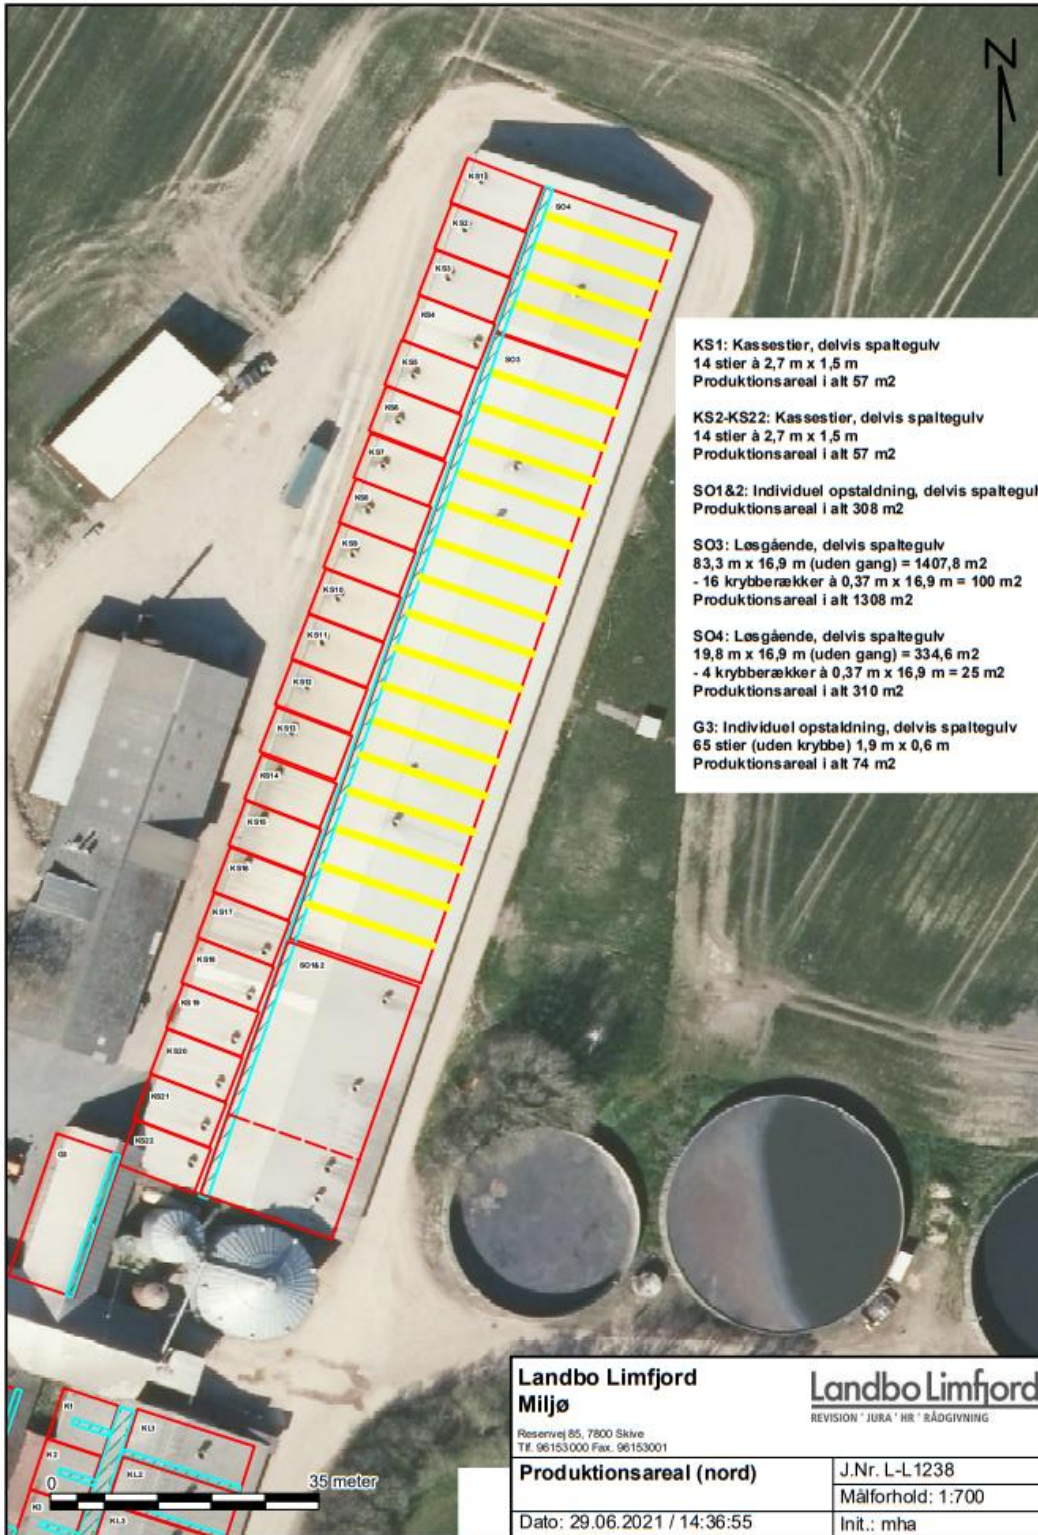 N
KS1
KS2
KS3
KS4
KS5
KS6
KS7
KS8
KS9
KS10
KS11
KS12
KS13
KS14
KS15
KS16
KS17
KS18
KS19
KS20
KS21
KS22
SO4
SO3
SO1&2
G3
KS1: Kassestier, delvis spaltegulv
14 stier à 2,7 m x 1,5 m
Produktionsareal i alt 57 m2
KS2-KS22: Kassestier, delvis spaltegulv
14 stier à 2,7 m x 1,5 m
Produktionsareal i alt 57 m2
SO1&2: Individuel opstaldning, delvis spaltegul
Produktionsareal i alt 308 m2
SO3: Løsgående, delvis spaltegulv
83,3 m x 16,9 m (uden gang) = 1407,8 m2
- 16 krybberækker à 0,37 m x 16,9 m = 100 m2
Produktionsareal i alt 1308 m2
SO4: Løsgående, delvis spaltegulv
19,8 m x 16,9 m (uden gang) = 334,6 m2
- 4 krybberækker à 0,37 m x 16,9 m = 25 m2
Produktionsareal i alt 310 m2
G3: Individuel opstaldning, delvis spaltegulv
65 stier (uden krybbe) 1,9 m x 0,6 m
Produktionsareal i alt 74 m2
K1
K2
K3
KL1
KL2
KL3
0 35 meter
Landbo Limfjord
Miljø
Resenvej 85, 7800 Skive
Tlf. 96153000 Fax. 96153001
Landbo Limfjord
REVISION * JURA * HR * RÅDGIVNING
Produktionsareal (nord)
J.Nr. L-L1238
Målforhold: 1:700
Dato: 29.06.2021 / 14:36:55
Init.: mha